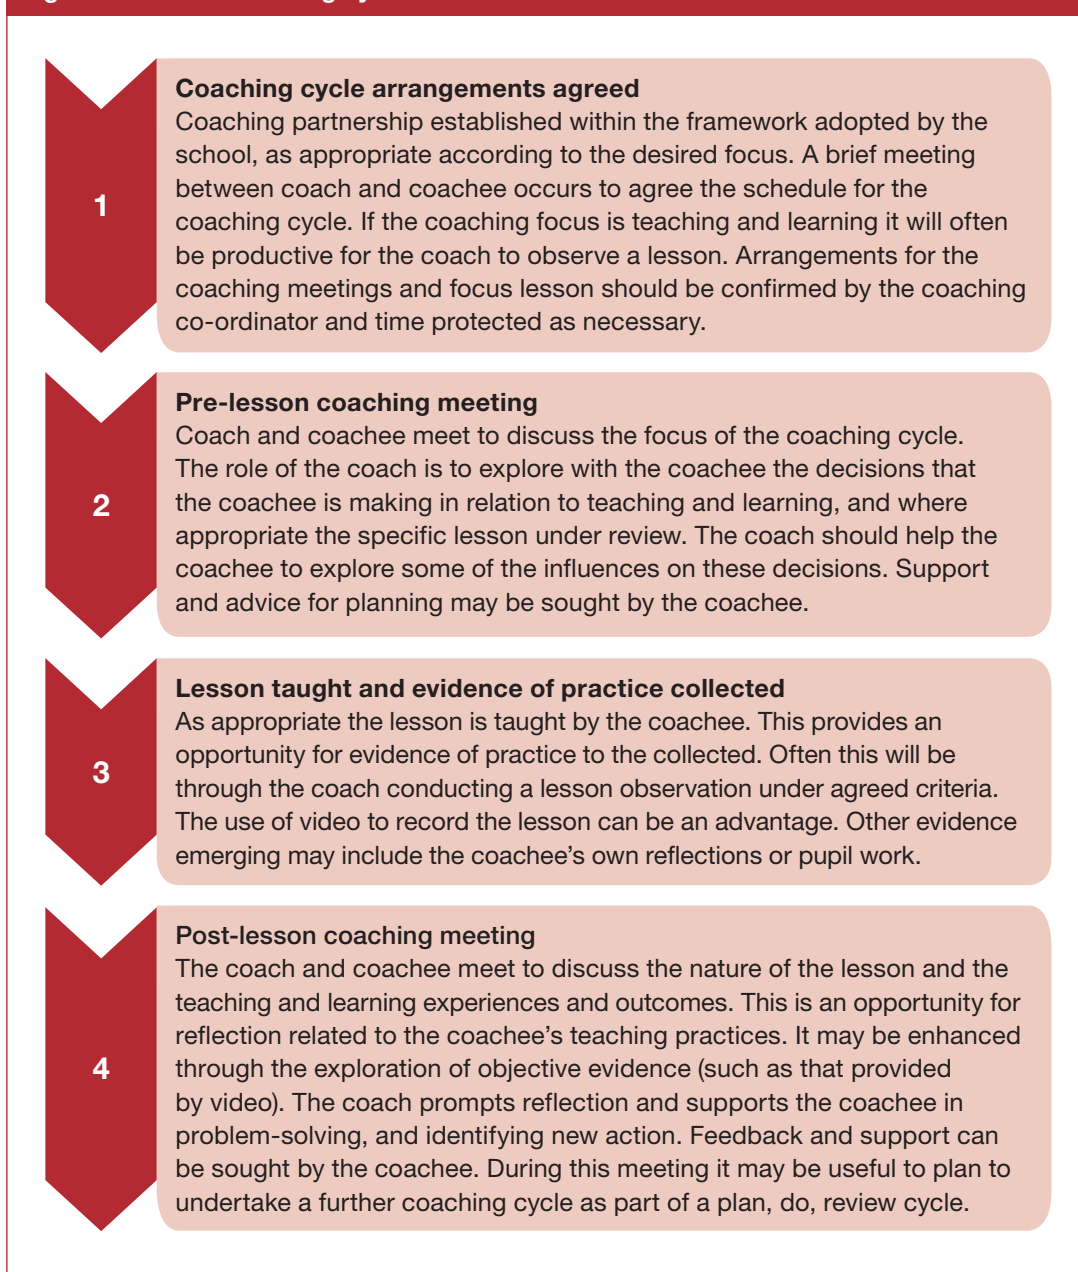 1
Coaching cycle arrangements agreed
Coaching partnership established within the framework adopted by the
school, as appropriate according to the desired focus. A brief meeting
between coach and coachee occurs to agree the schedule for the
coaching cycle. If the coaching focus is teaching and learning it will often
be productive for the coach to observe a lesson. Arrangements for the
coaching meetings and focus lesson should be confirmed by the coaching
co-ordinator and time protected as necessary.
2
Pre-lesson coaching meeting
Coach and coachee meet to discuss the focus of the coaching cycle.
The role of the coach is to explore with the coachee the decisions that
the coachee is making in relation to teaching and learning, and where
appropriate the specific lesson under review. The coach should help the
coachee to explore some of the influences on these decisions. Support
and advice for planning may be sought by the coachee.
3
Lesson taught and evidence of practice collected
As appropriate the lesson is taught by the coachee. This provides an
opportunity for evidence of practice to the collected. Often this will be
through the coach conducting a lesson observation under agreed criteria.
The use of video to record the lesson can be an advantage. Other evidence
emerging may include the coachee’s own reflections or pupil work.
4
Post-lesson coaching meeting
The coach and coachee meet to discuss the nature of the lesson and the
teaching and learning experiences and outcomes. This is an opportunity for
reflection related to the coachee’s teaching practices. It may be enhanced
through the exploration of objective evidence (such as that provided
by video). The coach prompts reflection and supports the coachee in
problem-solving, and identifying new action. Feedback and support can
be sought by the coachee. During this meeting it may be useful to plan to
undertake a further coaching cycle as part of a plan, do, review cycle.